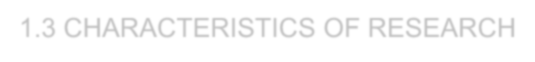 1.3 CHARACTERISTICS OF RESEARCH